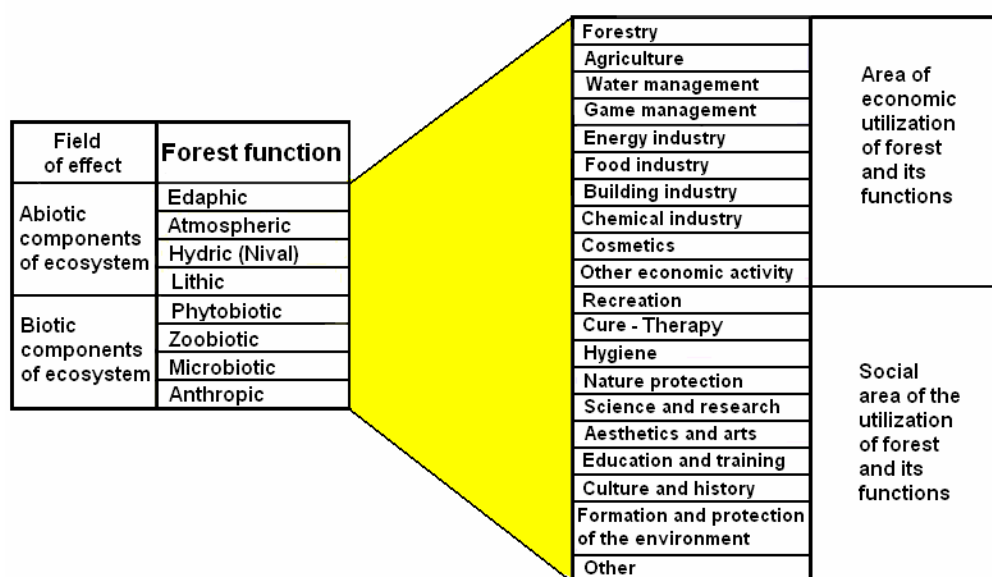 Field
of effect
Forest function
Abiotic
components
of ecosystem
Edaphic
Atmospheric
Hydric (Nival)
Lithic
Biotic
components
of ecosystem
Phytobiotic
Zoobiotic
Microbiotic
Anthropic
Forestry
Agriculture
Water management
Game management
Energy industry
Food industry
Building industry
Chemical industry
Cosmetics
Other economic activity
Area of
economic
utilization
of forest
and its
functions
Recreation
Cure - Therapy
Hygiene
Nature protection
Science and research
Aesthetics and arts
Education and training
Culture and history
Formation and protection
of the environment
Other
Social
area of the
utilization
of forest
and its
functions